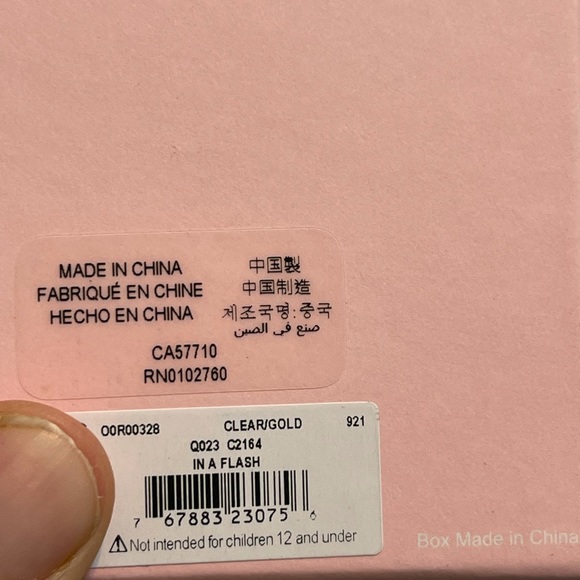 MADE IN CHINA
FABRIQUÉ EN CHINE
HECHO EN CHINA
中国製
中国制造
제조국명:중국
صنع في الصين
CA57710
RN0102760
O0R00328 CLEAR/GOLD 921
Q023 C2164
IN A FLASH
7 67883 23075 6
⚠Not intended for children 12 and under
Box Made in China